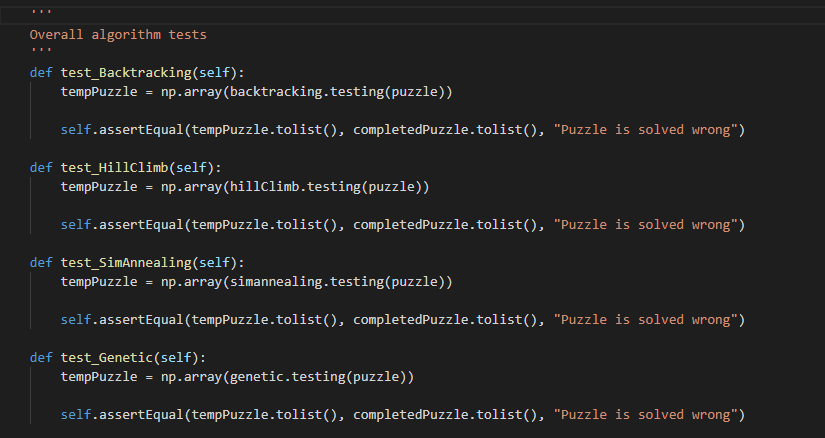 '''
Overall algorithm tests
'''
def test_Backtracking(self):
    tempPuzzle = np.array(backtracking.testing(puzzle))
    self.assertEqual(tempPuzzle.tolist(), completedPuzzle.tolist(), "Puzzle is solved wrong")
def test_HillClimb(self):
    tempPuzzle = np.array(hillClimb.testing(puzzle))
    self.assertEqual(tempPuzzle.tolist(), completedPuzzle.tolist(), "Puzzle is solved wrong")
def test_SimAnnealing(self):
    tempPuzzle = np.array(simannealing.testing(puzzle))
    self.assertEqual(tempPuzzle.tolist(), completedPuzzle.tolist(), "Puzzle is solved wrong")
def test_Genetic(self):
    tempPuzzle = np.array(genetic.testing(puzzle))
    self.assertEqual(tempPuzzle.tolist(), completedPuzzle.tolist(), "Puzzle is solved wrong")